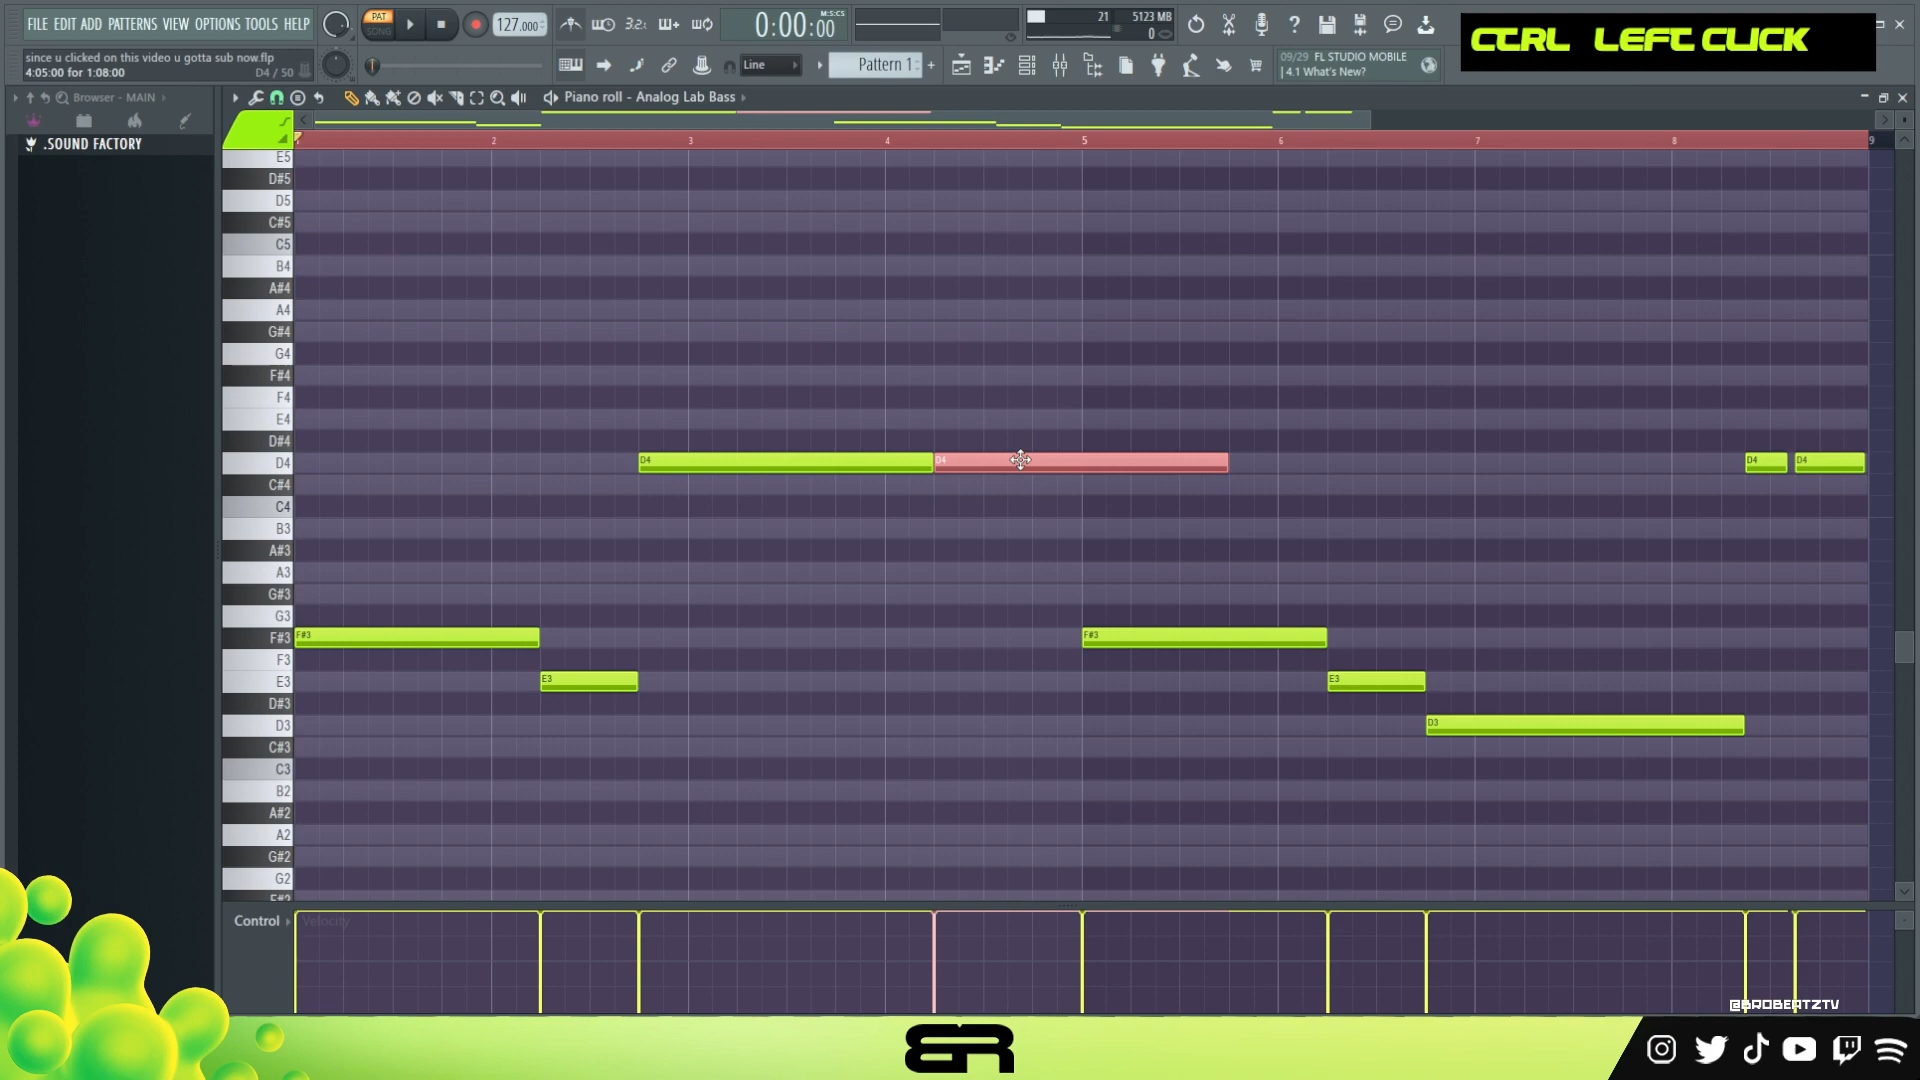 FILE EDIT ADD PATTERNS VIEW OPTIONS TOOLS HELP
PAT
SONG
127.000
3.2:
0:00:00
M:S:CS
21
5123 MB
0
CTRL LEFT CLICK
since u clicked on this video u gotta sub now.flp
4:05:00 for 1:08:00
D4 / 50
Line
Pattern 1
+
09/29 FL STUDIO MOBILE
| 4.1 What's New?
Browser - MAIN
Piano roll - Analog Lab Bass
.SOUND FACTORY
1 2 3 4 5 6 7 8 9
E5
D#5
D5
C#5
C5
B4
A#4
A4
G#4
G4
F#4
F4
E4
D#4
D4 D4 D4 D4 D4
C#4
C4
B3
A#3
A3
G#3
G3
F#3 F#3 F#3
F3
E3 E3 E3
D#3
D3 D3
C#3
C3
B2
A#2
A2
G#2
G2
F#2
Control
Velocity
@BROBEATZTV
BR